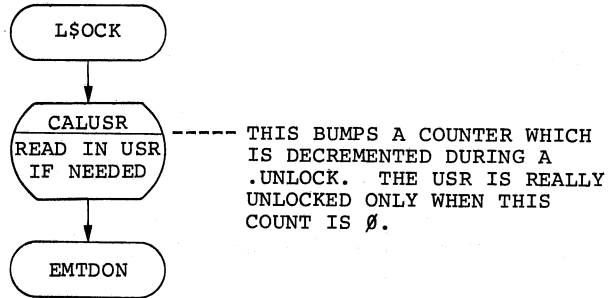 L$OCK
CALUSR
READ IN USR
IF NEEDED
THIS BUMPS A COUNTER WHICH
IS DECREMENTED DURING A
.UNLOCK. THE USR IS REALLY
UNLOCKED ONLY WHEN THIS
COUNT IS Ø.
EMTDON